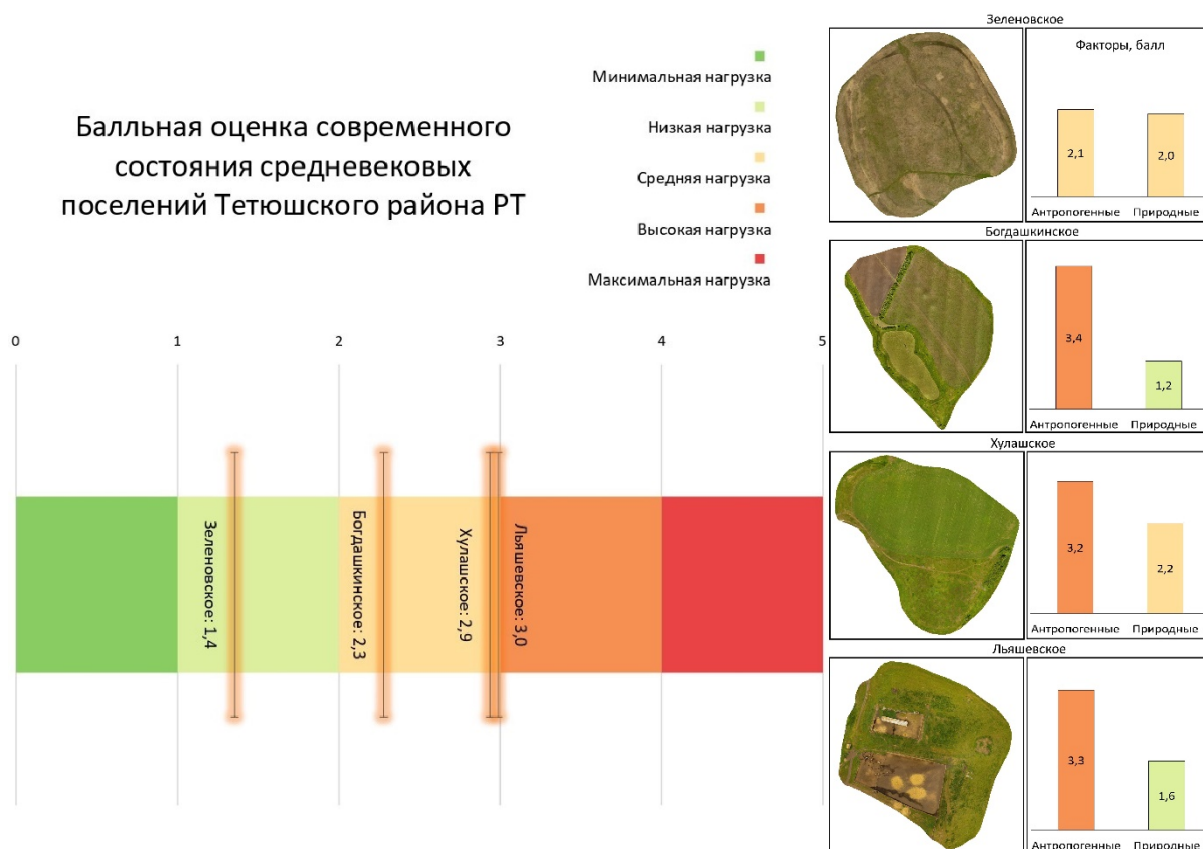 Балльная оценка современного
состояния средневековых
поселений Тетюшского района РТ
Минимальная нагрузка
Низкая нагрузка
Средняя нагрузка
Высокая нагрузка
Максимальная нагрузка
0 1 2 3 4 5
Зеленовское: 1,4
Богдашкинское: 2,3
Хулашское: 2,9
Льяшевское: 3,0
Зеленовское
Факторы, балл
2,1 2,0
Антропогенные Природные
Богдашкинское
3,4 1,2
Антропогенные Природные
Хулашское
3,2 2,2
Антропогенные Природные
Льяшевское
3,3 1,6
Антропогенные Природные